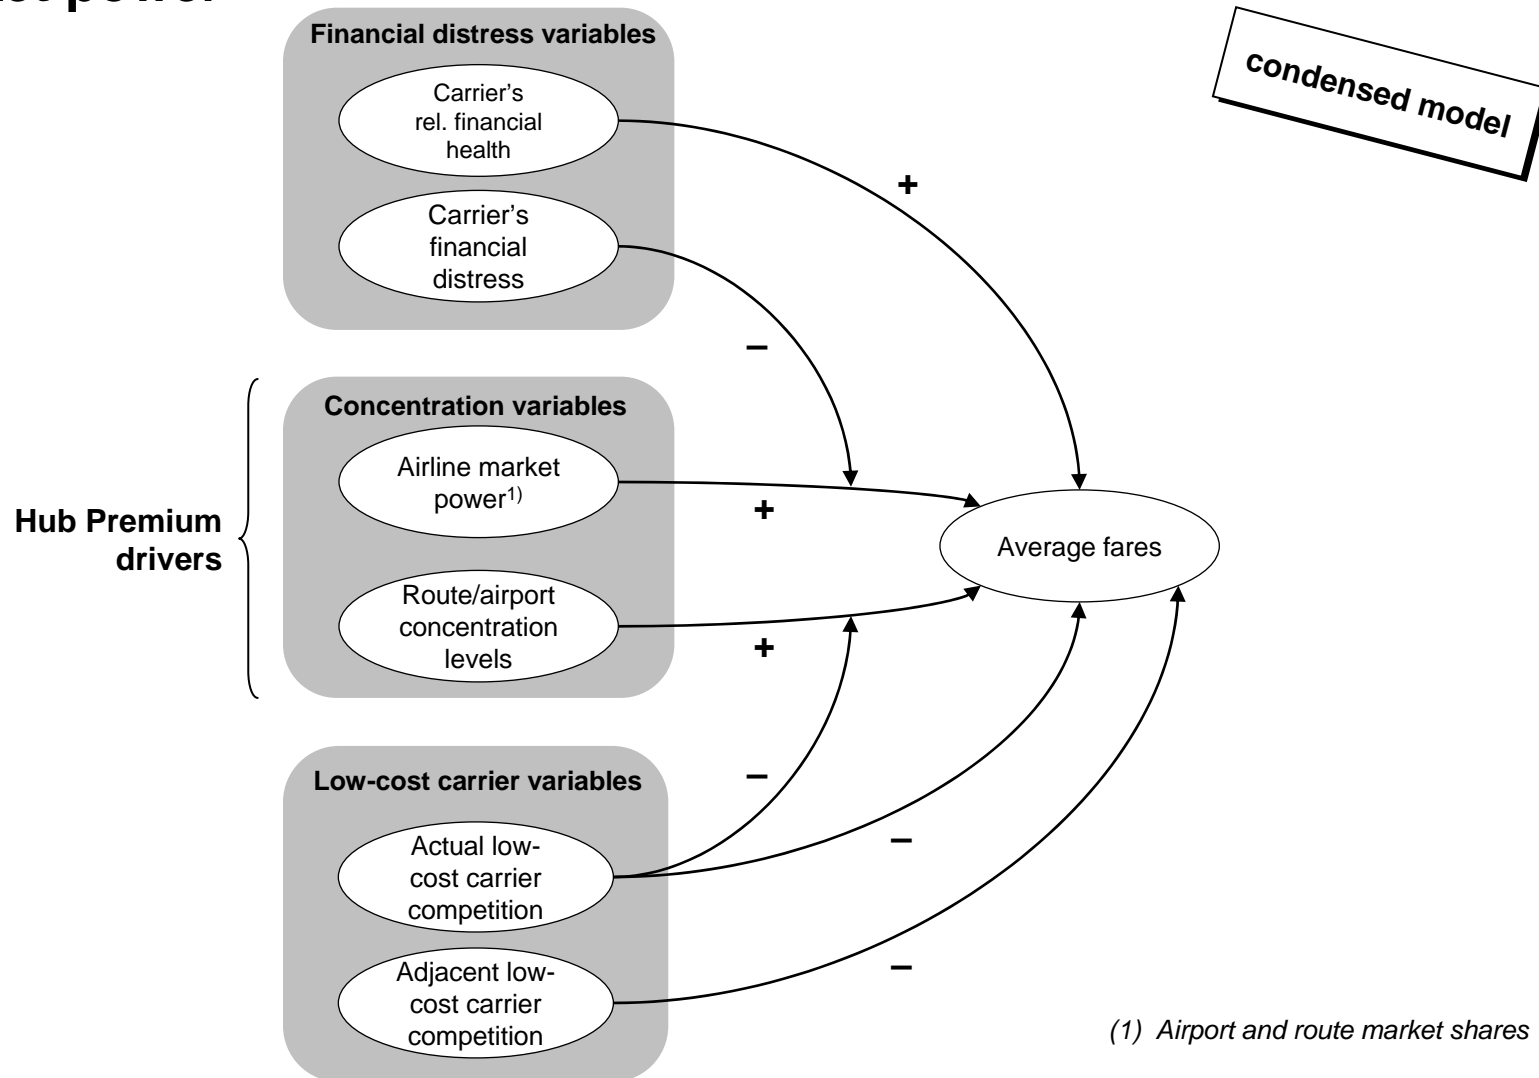 power
condensed model
Financial distress variables
Carrier's
rel. financial
health
+
Carrier's
financial
distress
–
Concentration variables
Airline market
power1)
+
Hub Premium
drivers
Average fares
Route/airport
concentration
levels
+
Low-cost carrier variables
–
Actual low-
cost carrier
competition
–
Adjacent low-
cost carrier
competition
–
(1) Airport and route market shares